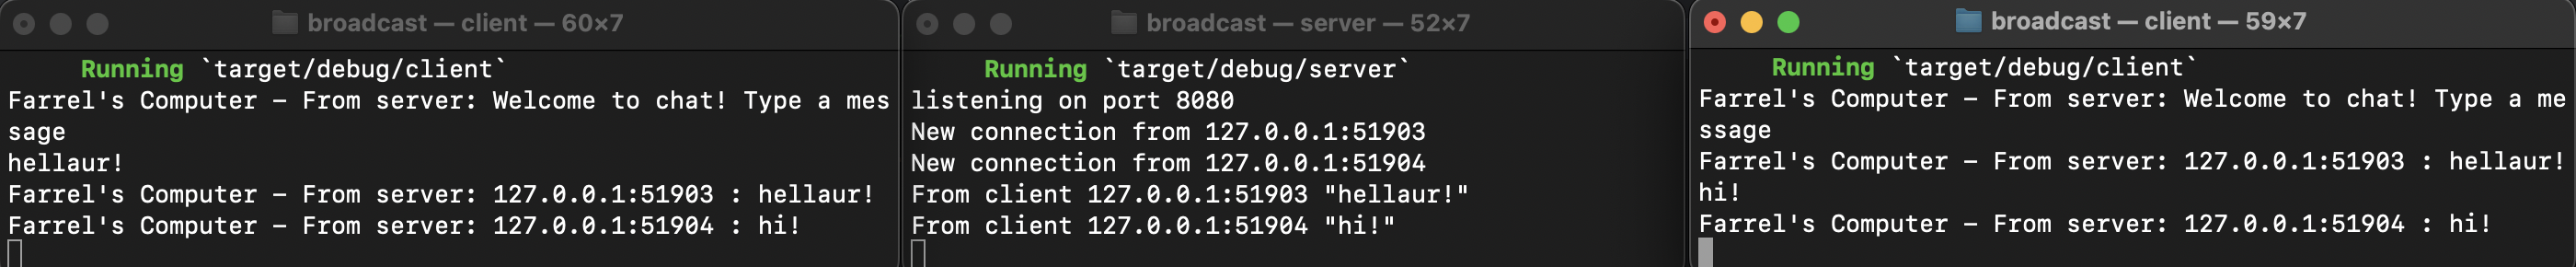 broadcast — client — 60×7
Running `target/debug/client`
Farrel's Computer – From server: Welcome to chat! Type a mes
sage
hellaur!
Farrel's Computer – From server: 127.0.0.1:51903 : hellaur!
Farrel's Computer – From server: 127.0.0.1:51904 : hi!
broadcast — server — 52×7
Running `target/debug/server`
listening on port 8080
New connection from 127.0.0.1:51903
New connection from 127.0.0.1:51904
From client 127.0.0.1:51903 "hellaur!"
From client 127.0.0.1:51904 "hi!"
broadcast — client — 59×7
Running `target/debug/client`
Farrel's Computer – From server: Welcome to chat! Type a me
ssage
Farrel's Computer – From server: 127.0.0.1:51903 : hellaur!
hi!
Farrel's Computer – From server: 127.0.0.1:51904 : hi!